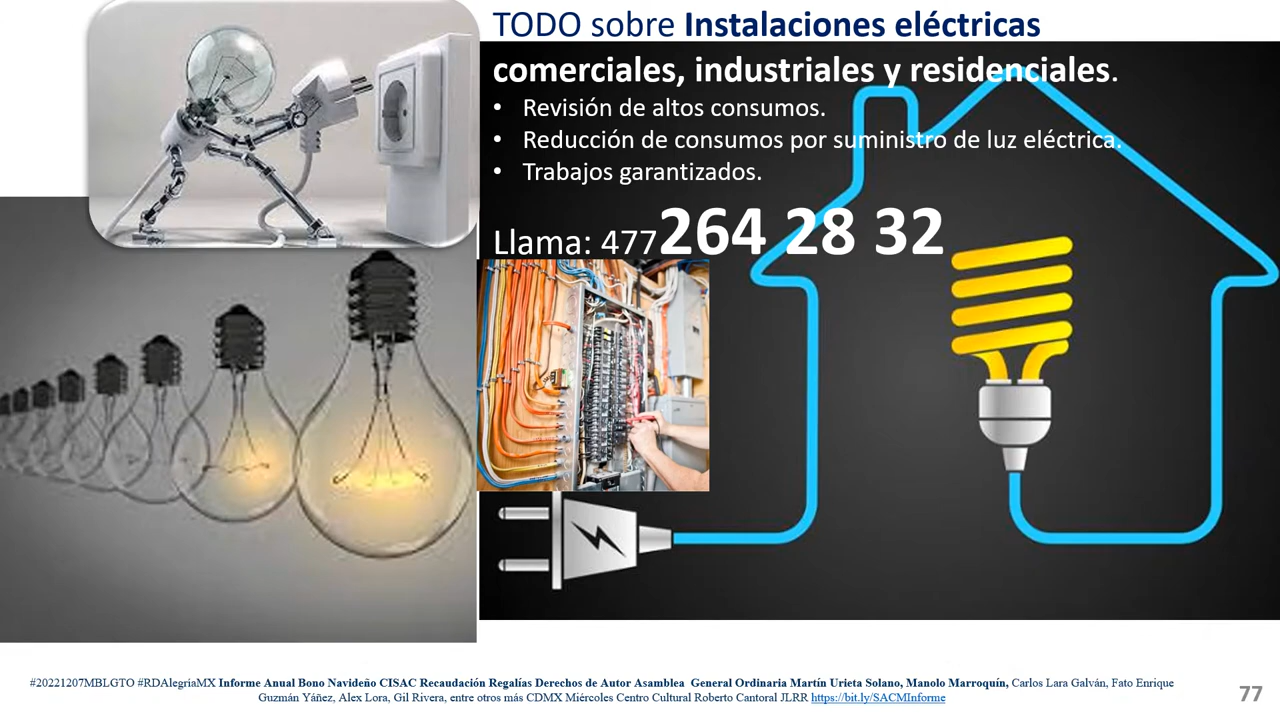 TODO sobre Instalaciones eléctricas
comerciales, industriales y residenciales.
• Revisión de altos consumos.
• Reducción de consumos por suministro de luz eléctrica.
• Trabajos garantizados.
Llama: 477264 28 32
#20221207MBLGTO #RDAlegriaMX Informe Anual Bono Navideño CISAC Recaudación Regalías Derechos de Autor Asamblea General Ordinaria Martín Urieta Solano, Manolo Marroquín, Carlos Lara Galván, Fato Enrique
Guzmán Yáñez, Alex Lora, Gil Rivera, entre otros más CDMX Miércoles Centro Cultural Roberto Cantoral JLRR https://bit.ly/SACMInforme
77